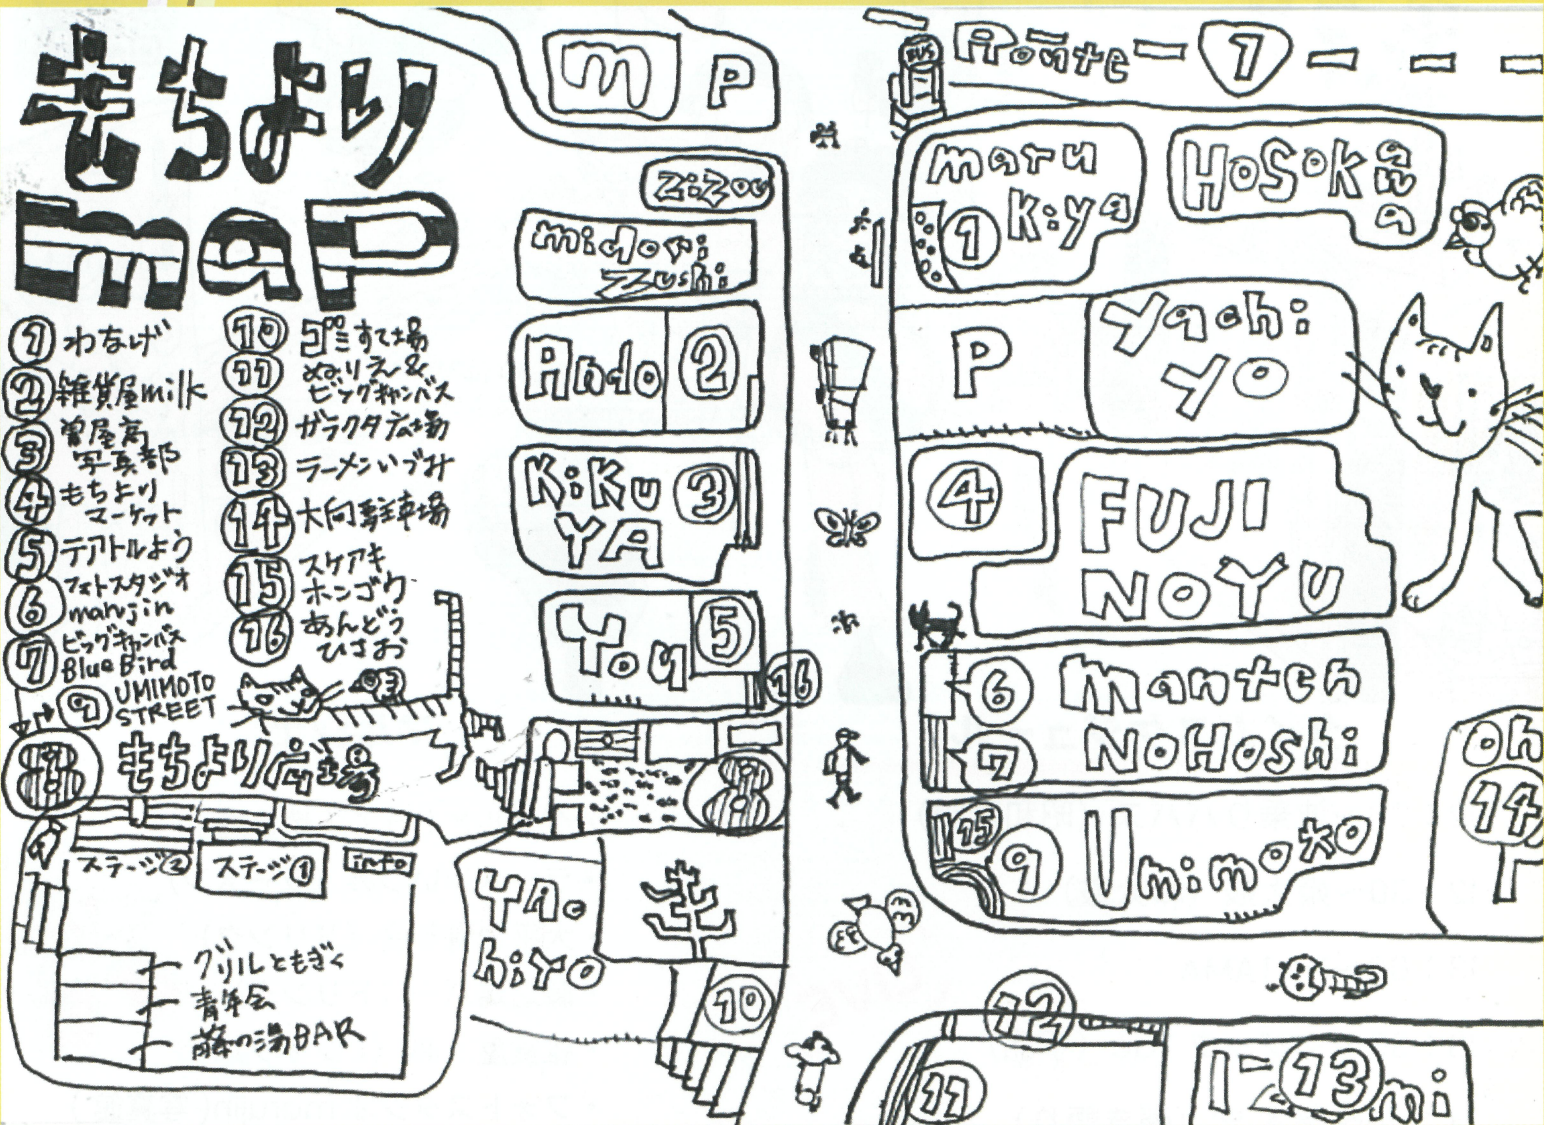 もちより
map
① わなげ
② 雑貨屋milk
③ 曽屋高
写真部
④ もちより
マーケット
⑤ テアトルよう
⑥ フォトスタジオ
marujin
⑦ ビッグキャンバス
Blue Bird
⑨ UMIMOTO
STREET
⑧ もちより広場
⑩ ゴミすて場
⑪ ぬりえ&
ビッグキャンバス
⑫ ガラクタ広場
⑬ ラーメンいづみ
⑭ 大向駐車場
⑮ スケアキ
ホンゴク
⑯ あんどう
ひさお
ステージ②
ステージ①
info
グリルともぎく
青年会
藤の湯BAR
m
P
ZiZou
midori
Zushi
Ando ②
KiKu
YA ③
You ⑤
⑯
⑧
YAc
hiYo
⑩
BUS
Route 1
maru
Kiya
①
HOSOKawa
P
Yachi
YO
④
FUJI
NOYU
⑥ Manten
⑦ NoHoshi
⑮
⑨ Umimoto
Oh
⑭
⑫
⑪
⑬
mi